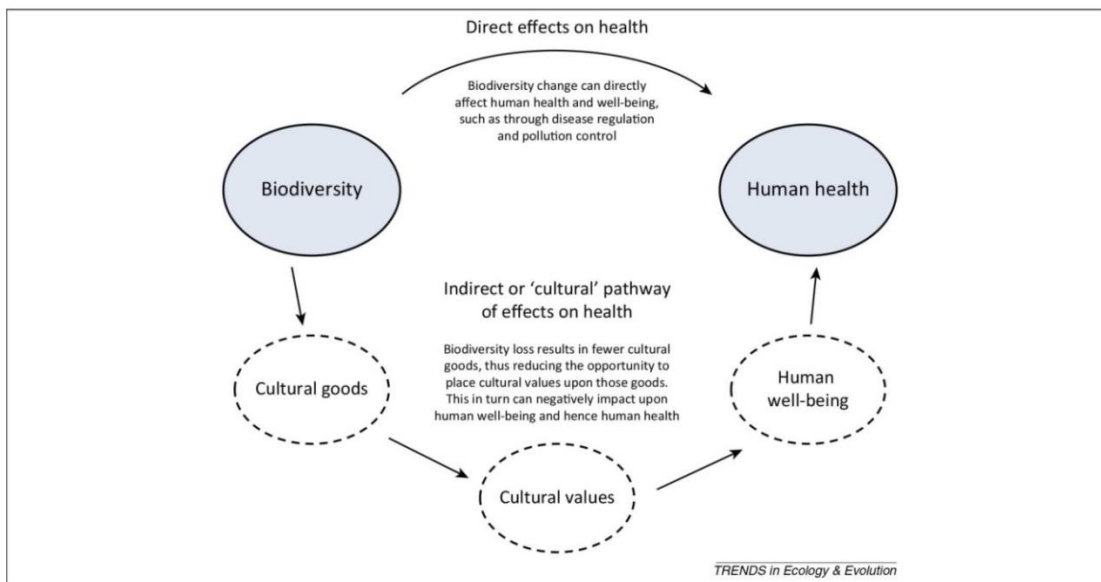 Direct effects on health
Biodiversity change can directly
affect human health and well-being,
such as through disease regulation
and pollution control
Biodiversity
Human health
Indirect or ‘cultural’ pathway
of effects on health
Biodiversity loss results in fewer cultural
goods, thus reducing the opportunity to
place cultural values upon those goods.
This in turn can negatively impact upon
human well-being and hence human health
Cultural goods
Human
well-being
Cultural values
TRENDS in Ecology & Evolution